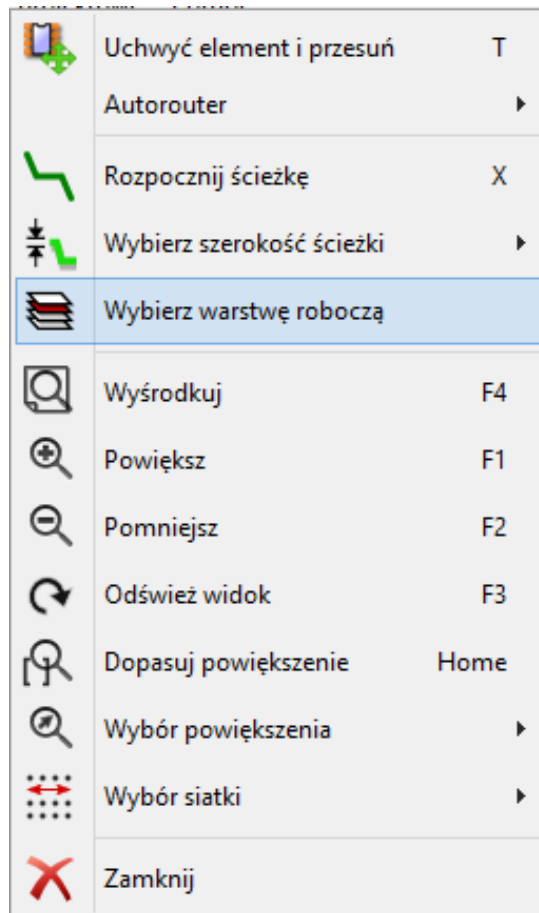 Uchwyć element i przesuń T
Autorouter
Rozpocznij ścieżkę X
Wybierz szerokość ścieżki
Wybierz warstwę roboczą
Wyśrodkuj F4
Powiększ F1
Pomniejsz F2
Odśwież widok F3
Dopasuj powiększenie Home
Wybór powiększenia
Wybór siatki
Zamknij